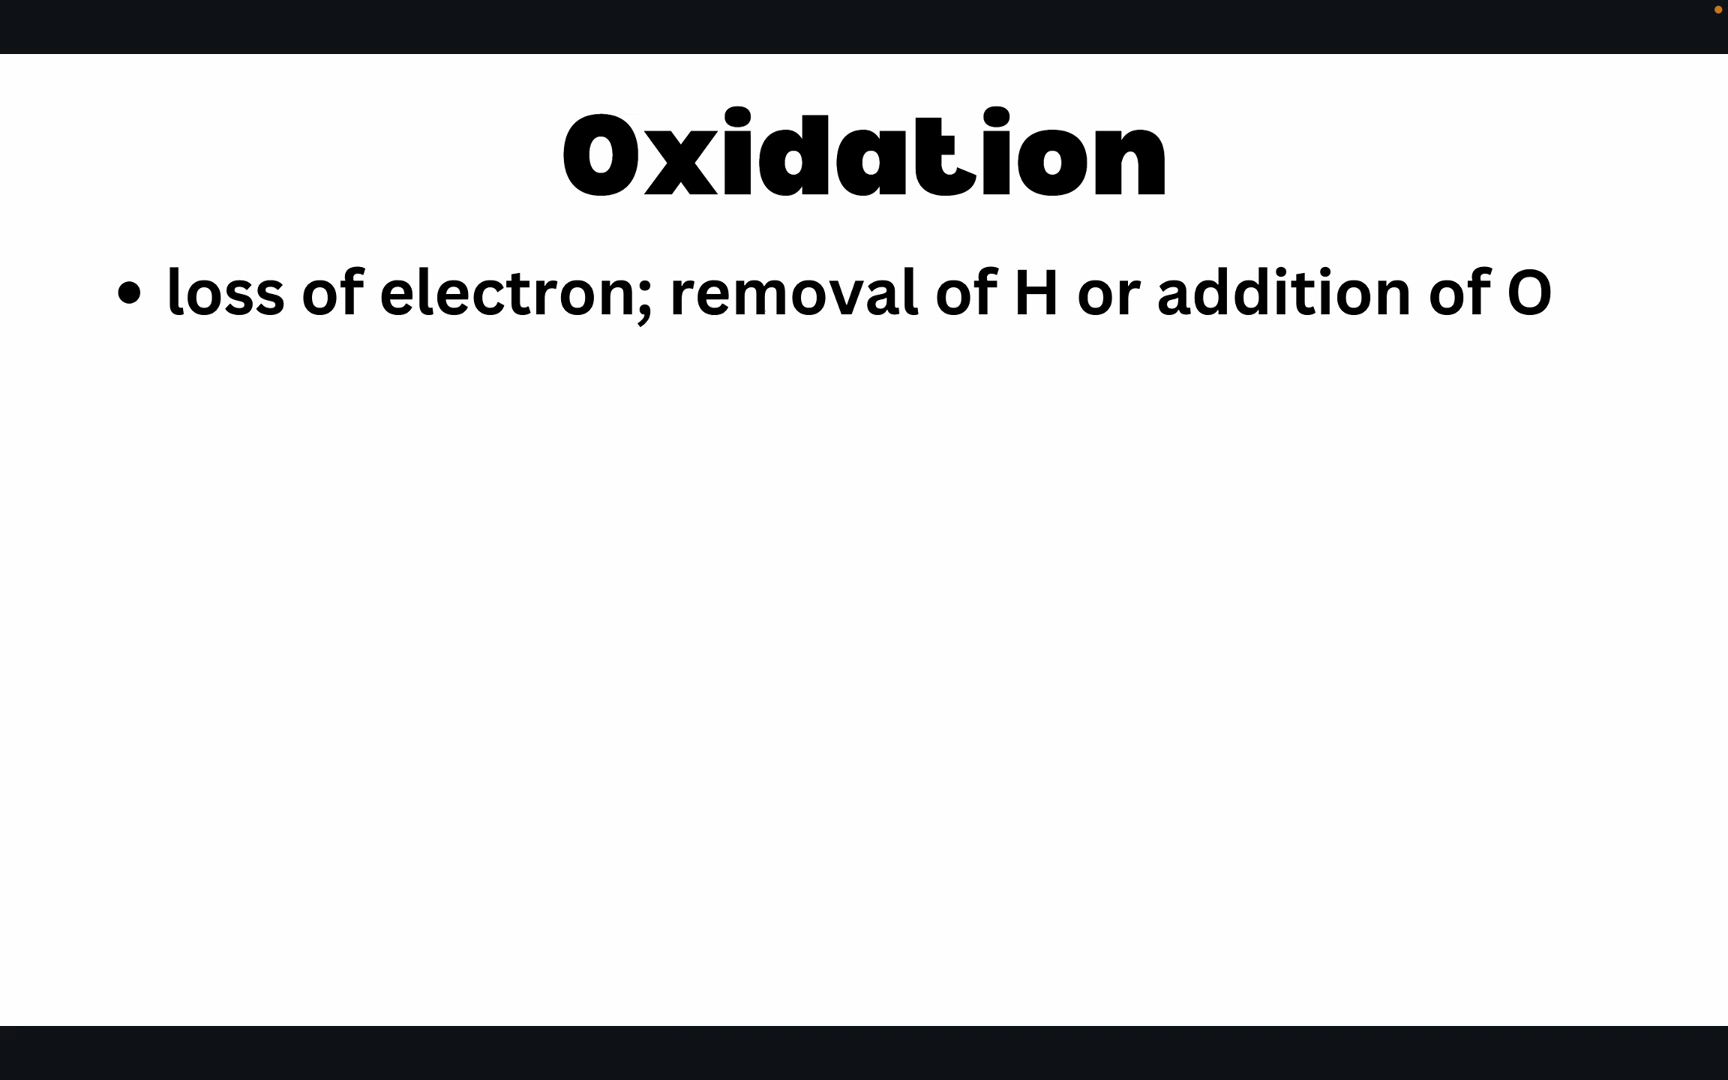 Oxidation
• loss of electron; removal of H or addition of O